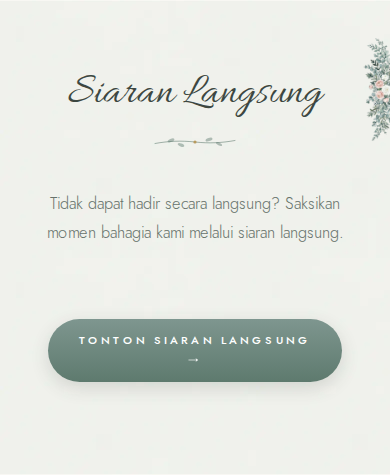 Siaran Langsung
Tidak dapat hadir secara langsung? Saksikan
momen bahagia kami melalui siaran langsung.
TONTON SIARAN LANGSUNG
→